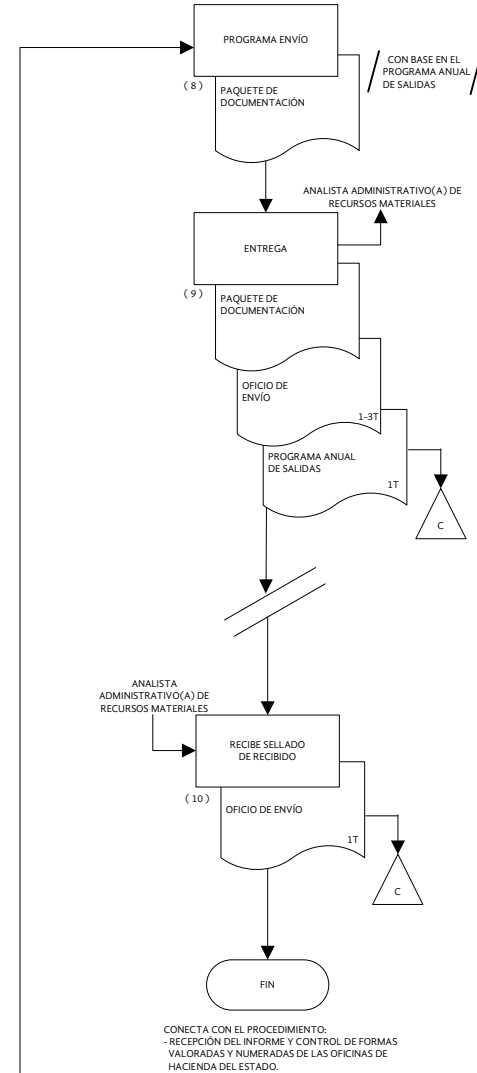 PROGRAMA ENVÍO
CON BASE EN EL
PROGRAMA ANUAL
DE SALIDAS
( 8 )
PAQUETE DE
DOCUMENTACIÓN
ANALISTA ADMINISTRATIVO(A) DE
RECURSOS MATERIALES
ENTREGA
( 9 )
PAQUETE DE
DOCUMENTACIÓN
OFICIO DE
ENVÍO
1-3T
PROGRAMA ANUAL
DE SALIDAS
1T
C
ANALISTA
ADMINISTRATIVO(A) DE
RECURSOS MATERIALES
RECIBE SELLADO
DE RECIBIDO
( 10 )
OFICIO DE ENVÍO
1T
C
FIN
CONECTA CON EL PROCEDIMIENTO:
- RECEPCIÓN DEL INFORME Y CONTROL DE FORMAS
VALORADAS Y NUMERADAS DE LAS OFICINAS DE
HACIENDA DEL ESTADO.